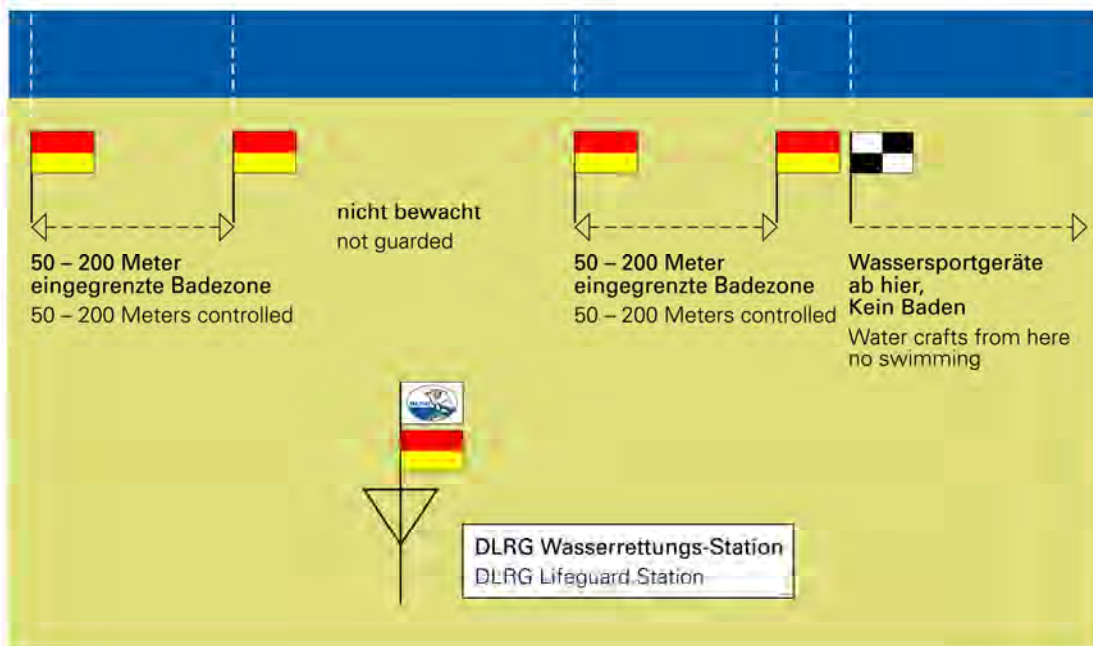 nicht bewacht
not guarded
50 – 200 Meter
eingegrenzte Badezone
50 – 200 Meters controlled
50 – 200 Meter
eingegrenzte Badezone
50 – 200 Meters controlled
Wassersportgeräte
ab hier,
Kein Baden
Water crafts from here
no swimming
DLRG Wasserrettungs-Station
DLRG Lifeguard Station